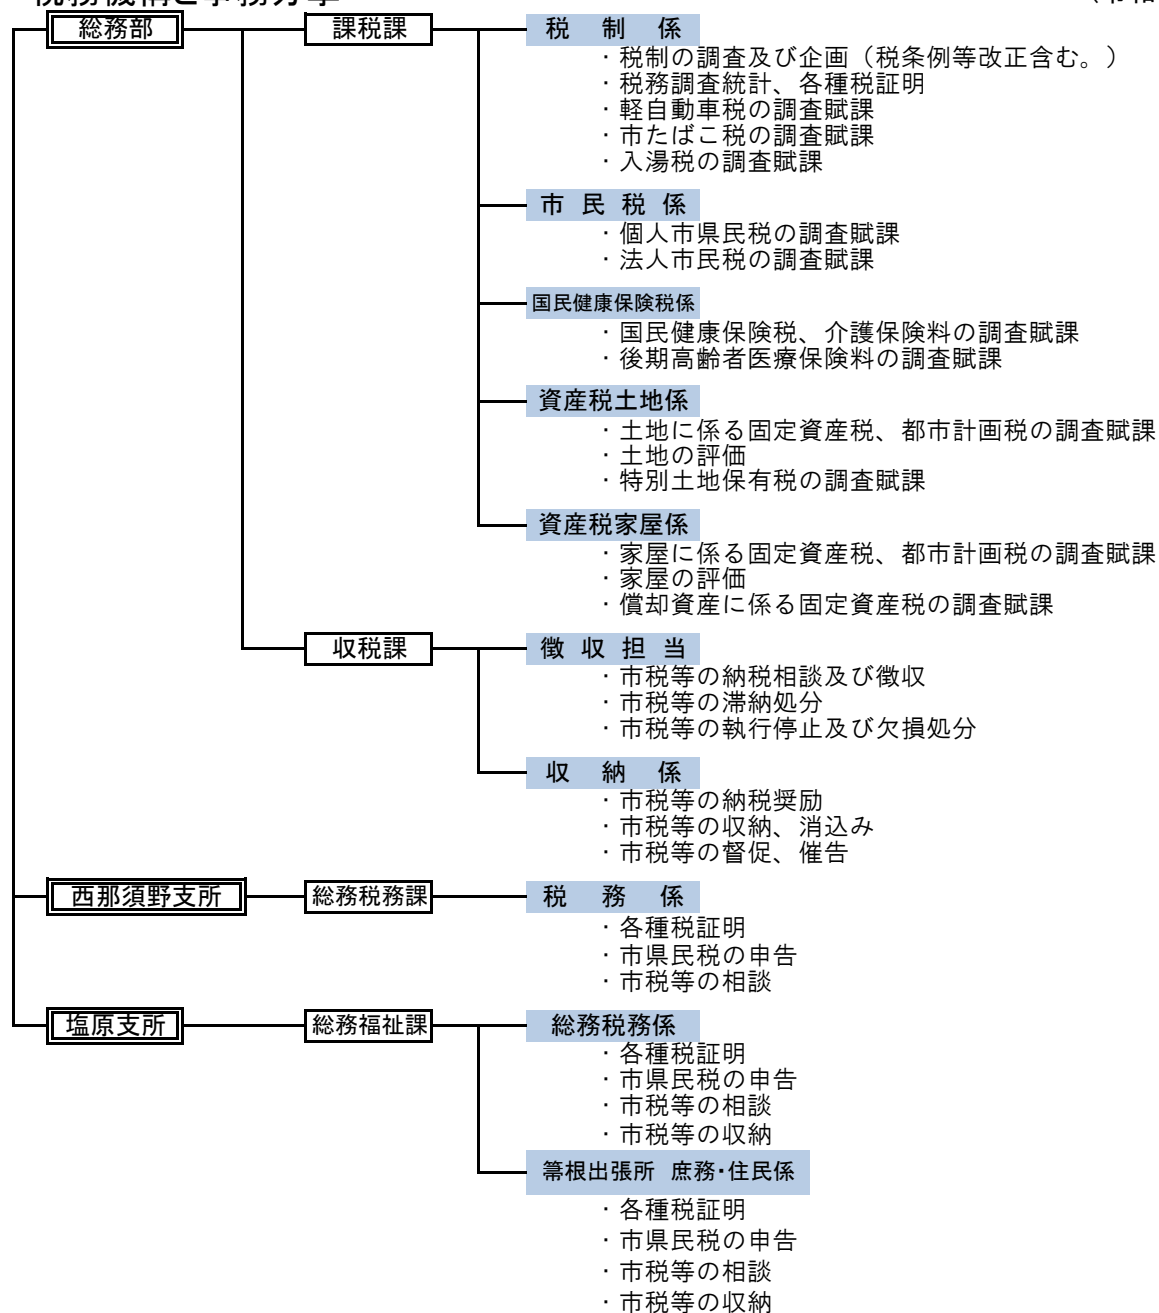 総務部
課税課
税制係
・税制の調査及び企画（税条例等改正含む。）
・税務調査統計、各種税証明
・軽自動車税の調査賦課
・市たばこ税の調査賦課
・入湯税の調査賦課
市民税係
・個人市県民税の調査賦課
・法人市民税の調査賦課
国民健康保険税係
・国民健康保険税、介護保険料の調査賦課
・後期高齢者医療保険料の調査賦課
資産税土地係
・土地に係る固定資産税、都市計画税の調査賦課
・土地の評価
・特別土地保有税の調査賦課
資産税家屋係
・家屋に係る固定資産税、都市計画税の調査賦課
・家屋の評価
・償却資産に係る固定資産税の調査賦課
収税課
徴収担当
・市税等の納税相談及び徴収
・市税等の滞納処分
・市税等の執行停止及び欠損処分
収納係
・市税等の納税奨励
・市税等の収納、消込み
・市税等の督促、催告
西那須野支所
総務税務課
税務係
・各種税証明
・市県民税の申告
・市税等の相談
塩原支所
総務福祉課
総務税務係
・各種税証明
・市県民税の申告
・市税等の相談
・市税等の収納
箒根出張所 庶務・住民係
・各種税証明
・市県民税の申告
・市税等の相談
・市税等の収納